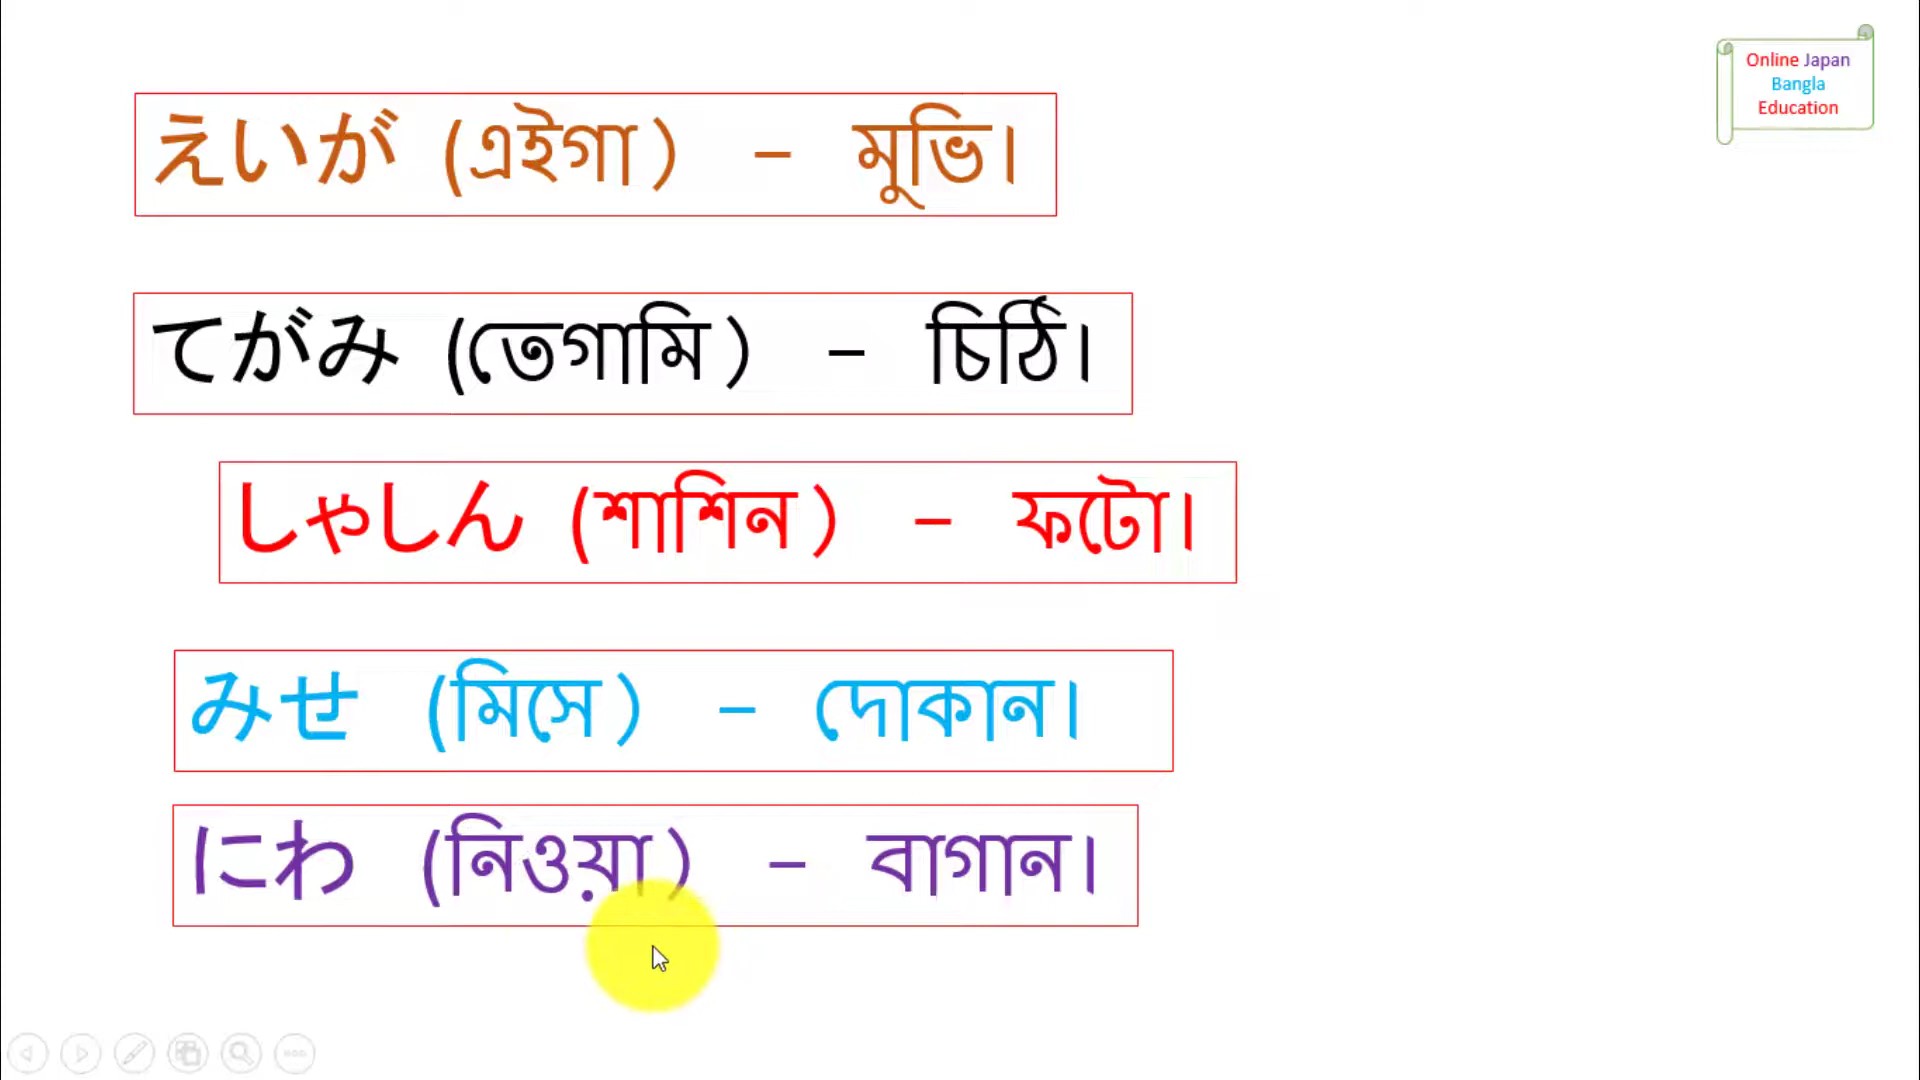 Online Japan
Bangla
Education
えいが (এইগা) – মুভি।
てがみ (তেগামি) – চিঠি।
しゃしん (শাশিন) – ফটো।
みせ (মিসে) – দোকান।
にわ (নিওয়া) – বাগান।